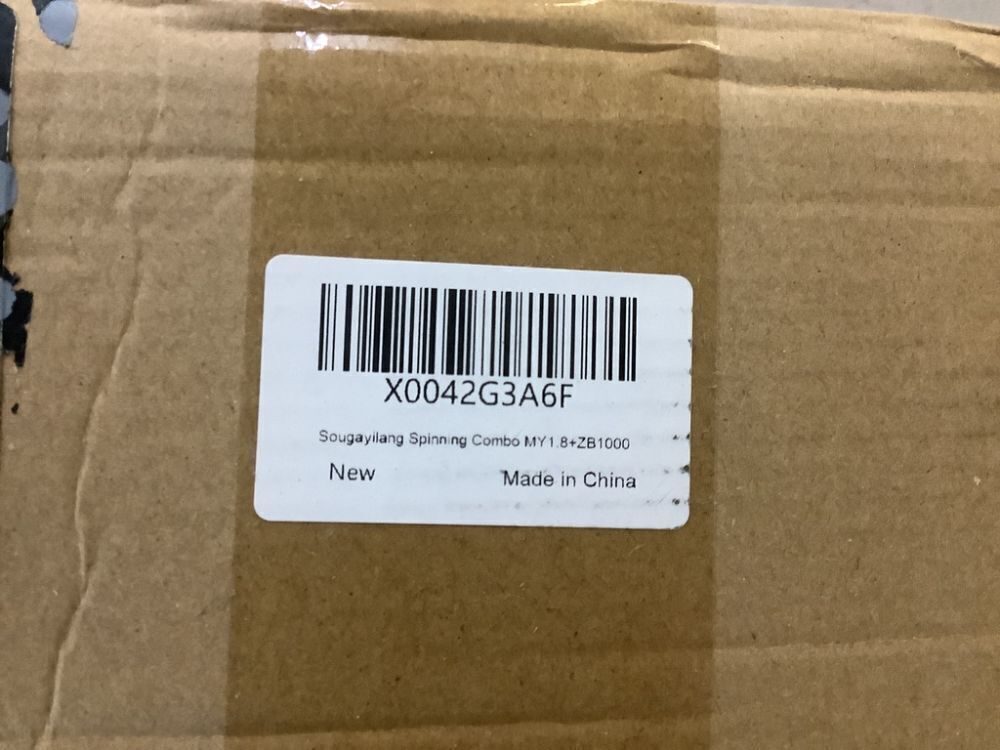 X0042G3A6F
Sougayilang Spinning Combo MY1.8+ZB1000
New Made in China